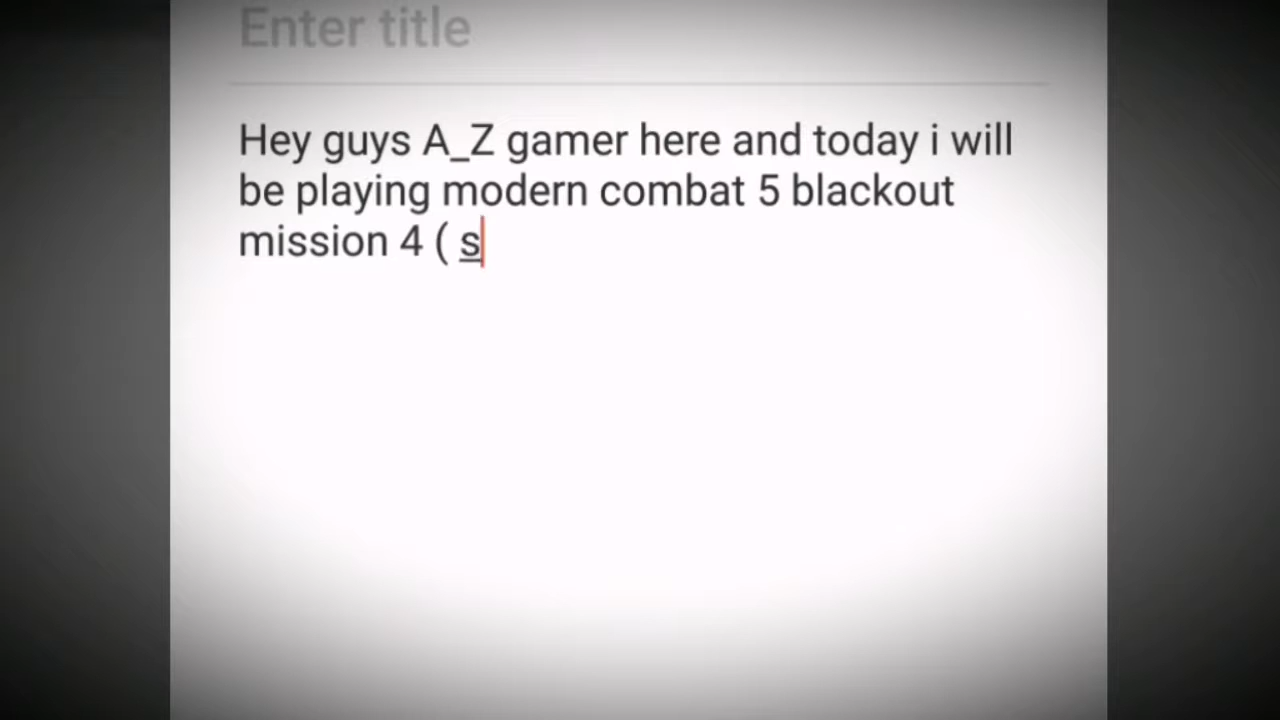 Enter title
Hey guys A_Z gamer here and today i will
be playing modern combat 5 blackout
mission 4 ( s